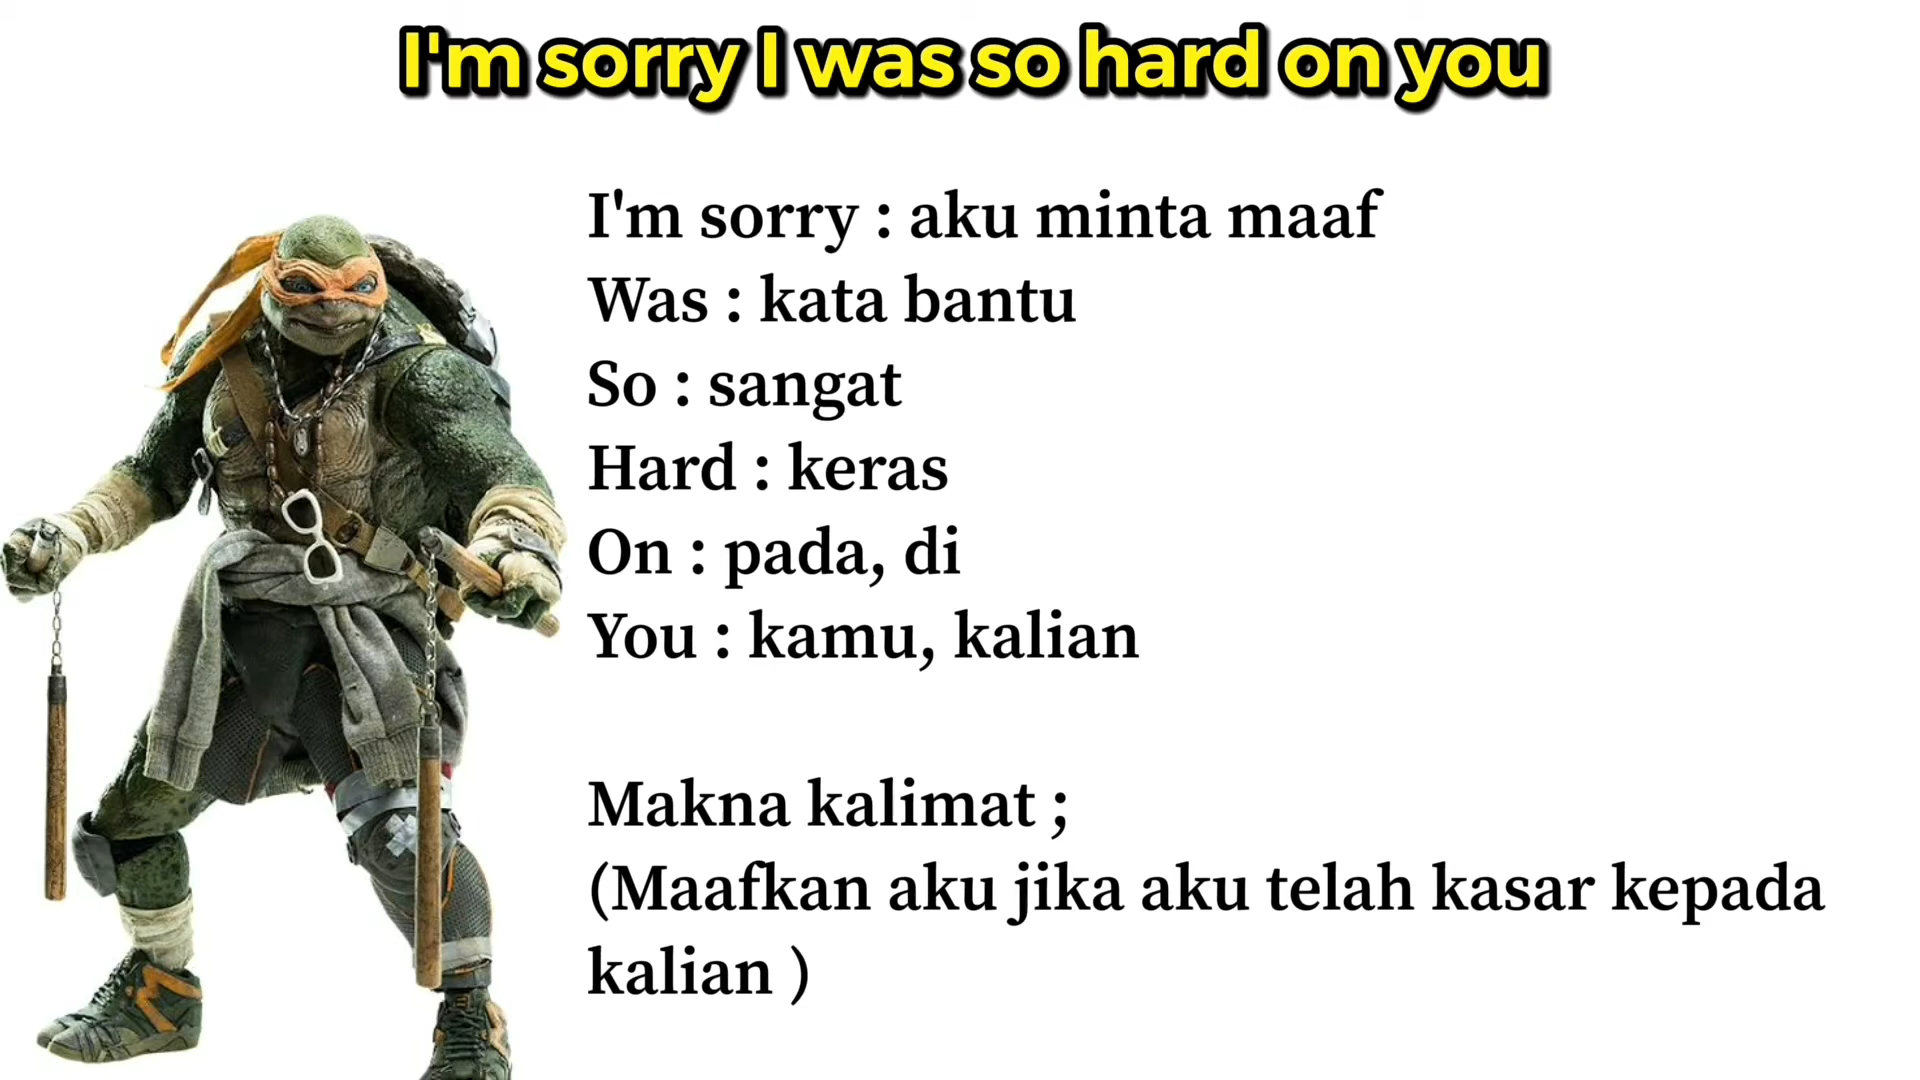 I'm sorry I was so hard on you
I'm sorry : aku minta maaf
Was : kata bantu
So : sangat
Hard : keras
On : pada, di
You : kamu, kalian
Makna kalimat ;
(Maafkan aku jika aku telah kasar kepada
kalian )